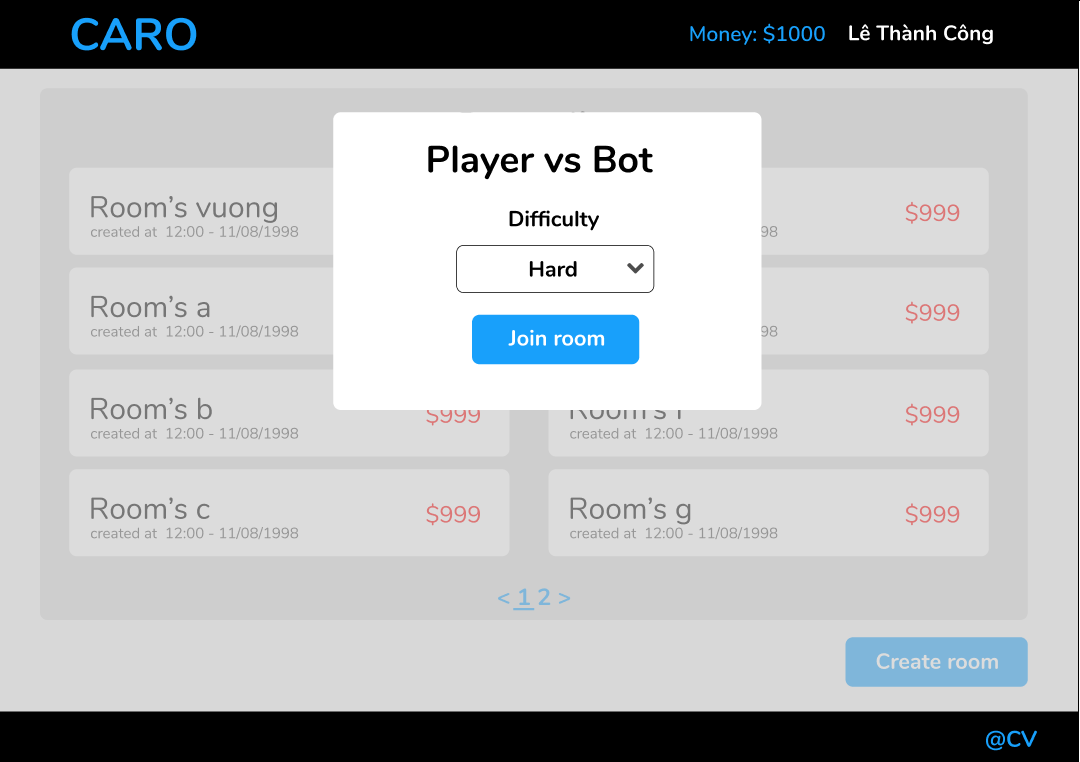 CARO
Money: $1000 Lê Thành Công
Player vs Bot
Difficulty
Hard
Join room
Room’s vuong
created at 12:00 - 11/08/1998
98
$999
Room’s a
created at 12:00 - 11/08/1998
98
$999
Room’s b
created at 12:00 - 11/08/1998
$999
Room’s
created at 12:00 - 11/08/1998
$999
Room’s c
created at 12:00 - 11/08/1998
$999
Room’s g
created at 12:00 - 11/08/1998
$999
< 1 2 >
Create room
@CV